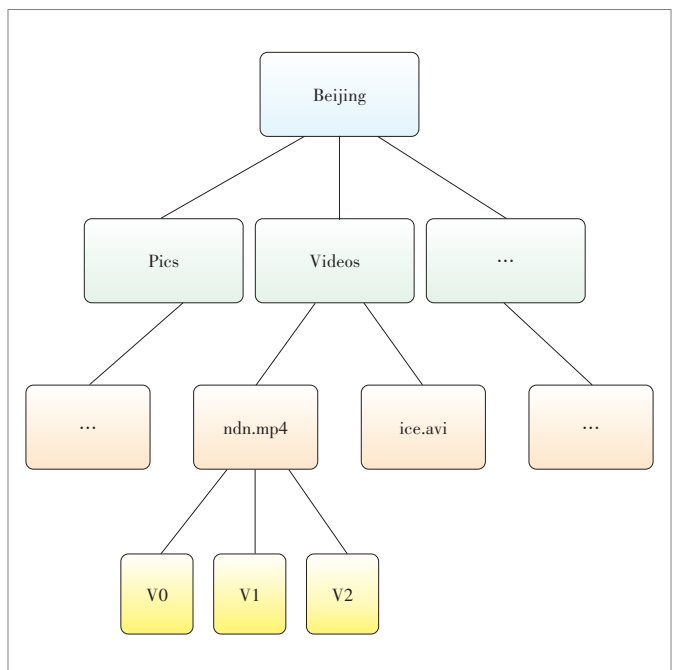 Beijing
Pics
Videos
…
…
ndn.mp4
ice.avi
…
V0
V1
V2